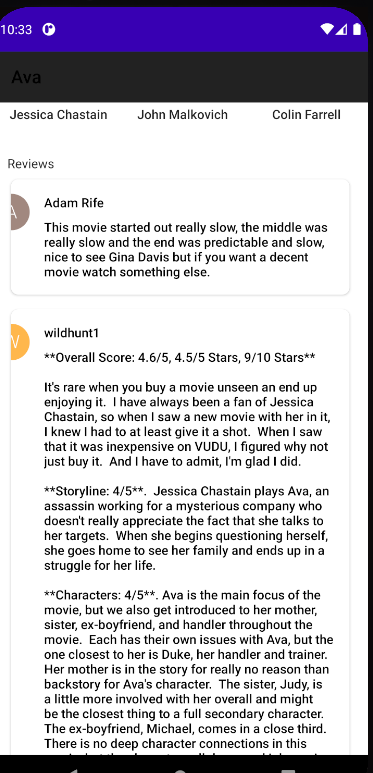 10:33
Ava
Jessica Chastain John Malkovich Colin Farrell
Reviews
A
Adam Rife
This movie started out really slow, the middle was
really slow and the end was predictable and slow,
nice to see Gina Davis but if you want a decent
movie watch something else.
W
wildhunt1
**Overall Score: 4.6/5, 4.5/5 Stars, 9/10 Stars**
It's rare when you buy a movie unseen an end up
enjoying it.  I have always been a fan of Jessica
Chastain, so when I saw a new movie with her in it,
I knew I had to at least give it a shot.  When I saw
that it was inexpensive on VUDU, I figured why not
just buy it.  And I have to admit, I'm glad I did.
**Storyline: 4/5**.  Jessica Chastain plays Ava, an
assassin working for a mysterious company who
doesn't really appreciate the fact that she talks to
her targets.  When she begins questioning herself,
she goes home to see her family and ends up in a
struggle for her life.
**Characters: 4/5**. Ava is the main focus of the
movie, but we also get introduced to her mother,
sister, ex-boyfriend, and handler throughout the
movie.  Each has their own issues with Ava, but the
one closest to her is Duke, her handler and trainer.
Her mother is in the story for really no reason than
backstory for Ava's character.  The sister, Judy, is
a little more involved with her overall and might
be the closest thing to a full secondary character.
The ex-boyfriend, Michael, comes in a close third.
There is no deep character connections in this